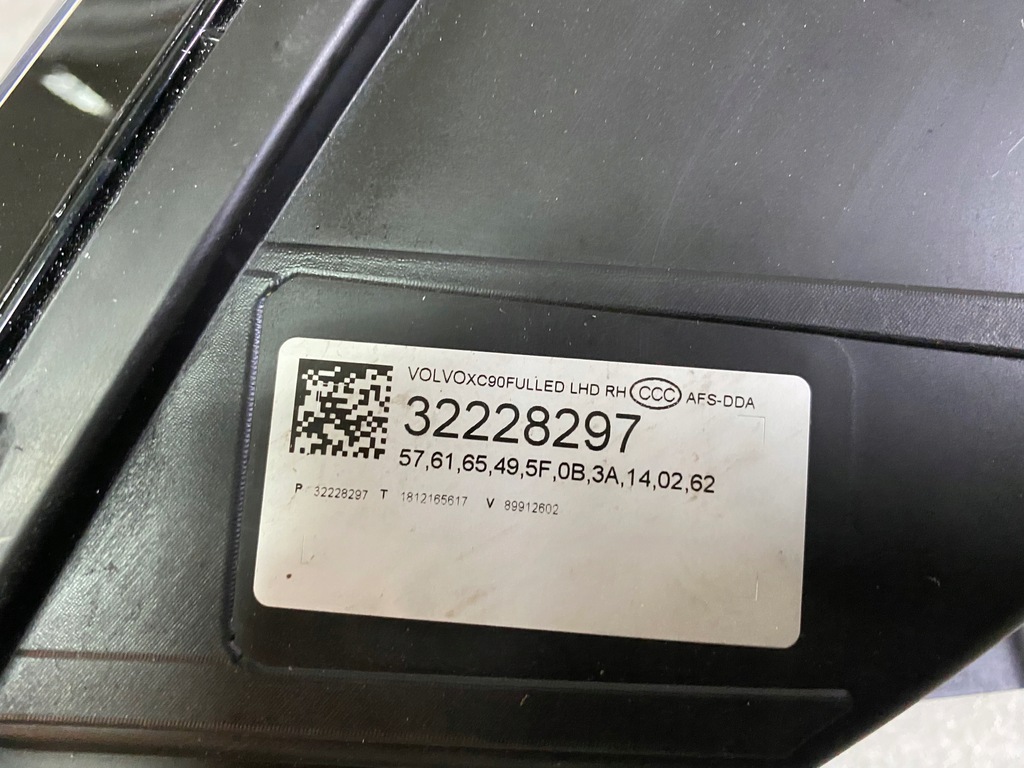 VOLVOXC90FULLED LHD RH CCC AFS-DDA
32228297
57,61,65,49,5F,0B,3A,14,02,62
P 32228297 T 1812165617 V 89912602